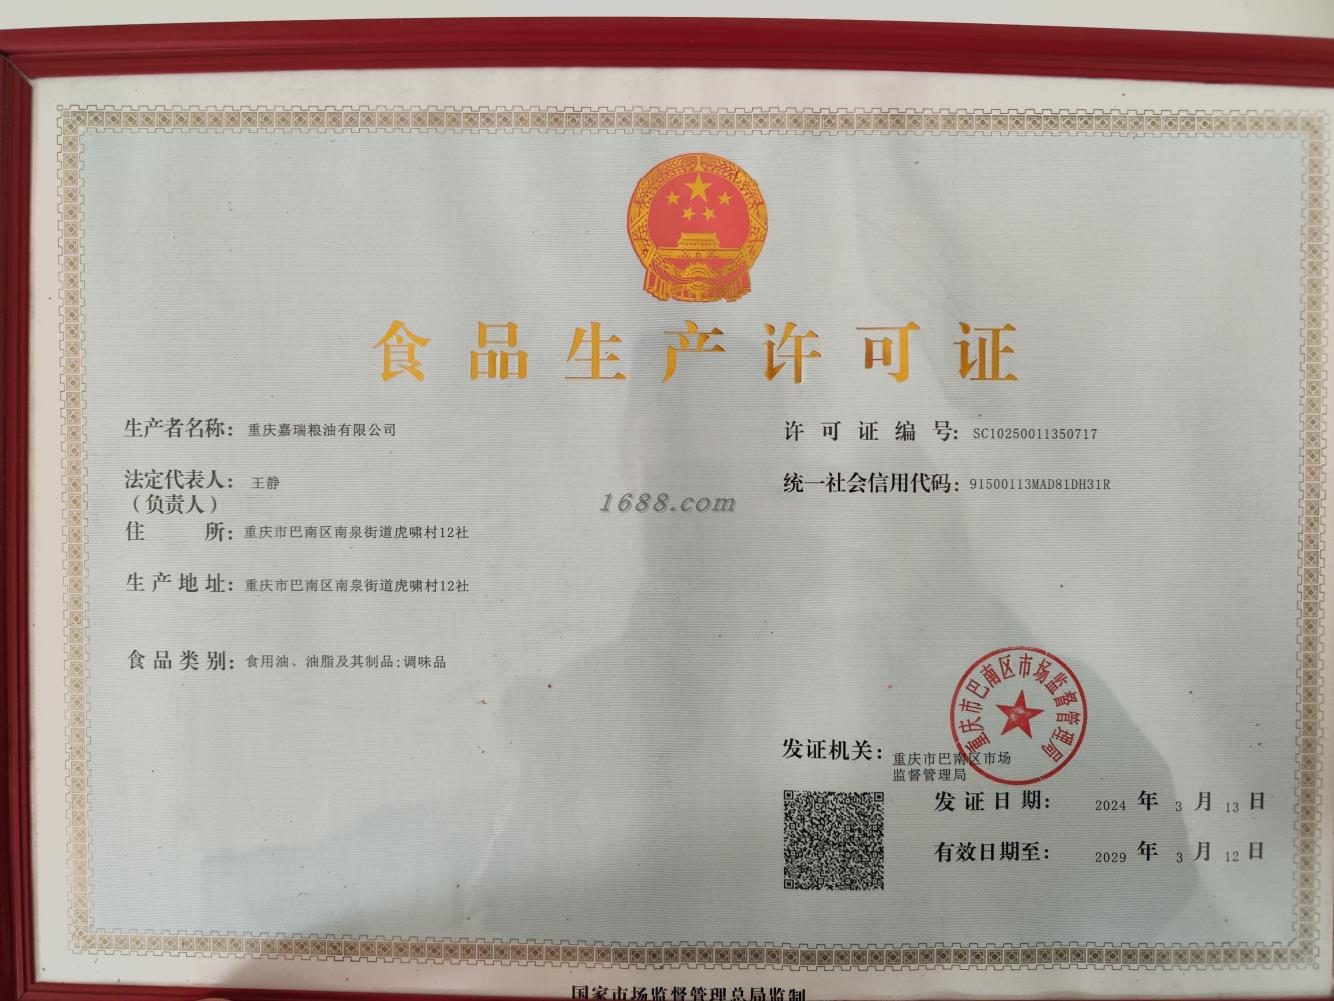 食品生产许可证
生产者名称：重庆嘉瑞粮油有限公司
许可证编号：SC10250011350717
法定代表人：王静
（负责人）
统一社会信用代码：91500113MAD81DH31R
1688.com
住所：重庆市巴南区南泉街道虎啸村12社
生产地址：重庆市巴南区南泉街道虎啸村12社
食品类别：食用油、油脂及其制品;调味品
重庆市巴南区市场监督管理局
发证机关：重庆市巴南区市场
监督管理局
发证日期：2024年3月13日
有效日期至：2029年3月12日
国家市场监督管理总局监制